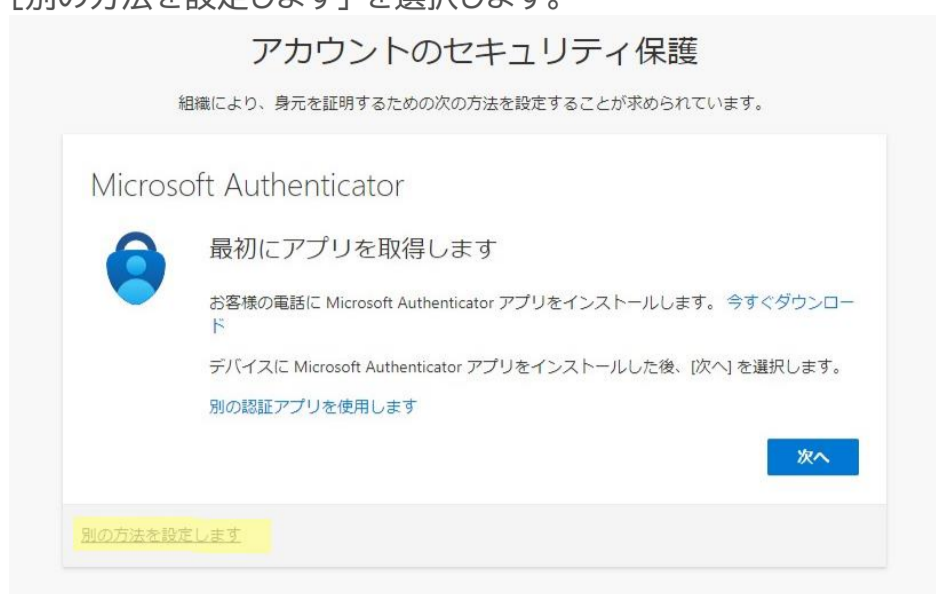 [別の方法を設定します」を選択します。
アカウントのセキュリティ保護
組織により、身元を証明するための次の方法を設定することが求められています。
Microsoft Authenticator
最初にアプリを取得します
お客様の電話に Microsoft Authenticator アプリをインストールします。 今すぐダウンロー
ド
デバイスに Microsoft Authenticator アプリをインストールした後、[次へ] を選択します。
別の認証アプリを使用します
次へ
別の方法を設定します